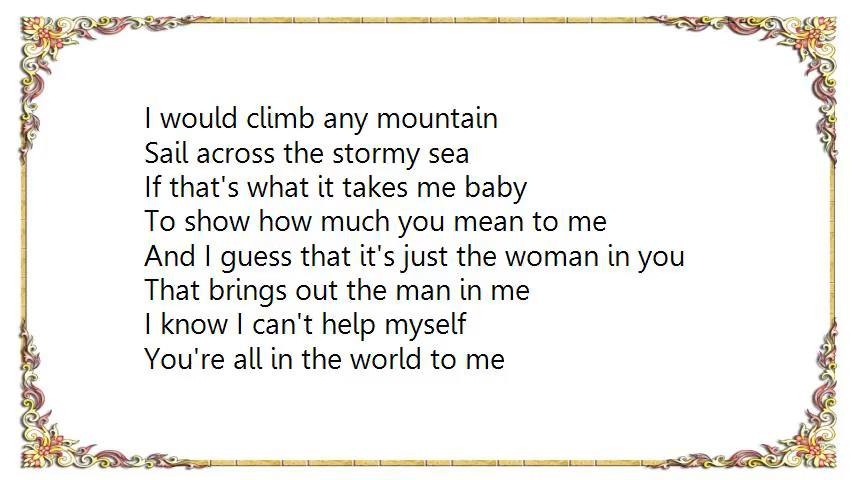 I would climb any mountain
Sail across the stormy sea
If that's what it takes me baby
To show how much you mean to me
And I guess that it's just the woman in you
That brings out the man in me
I know I can't help myself
You're all in the world to me